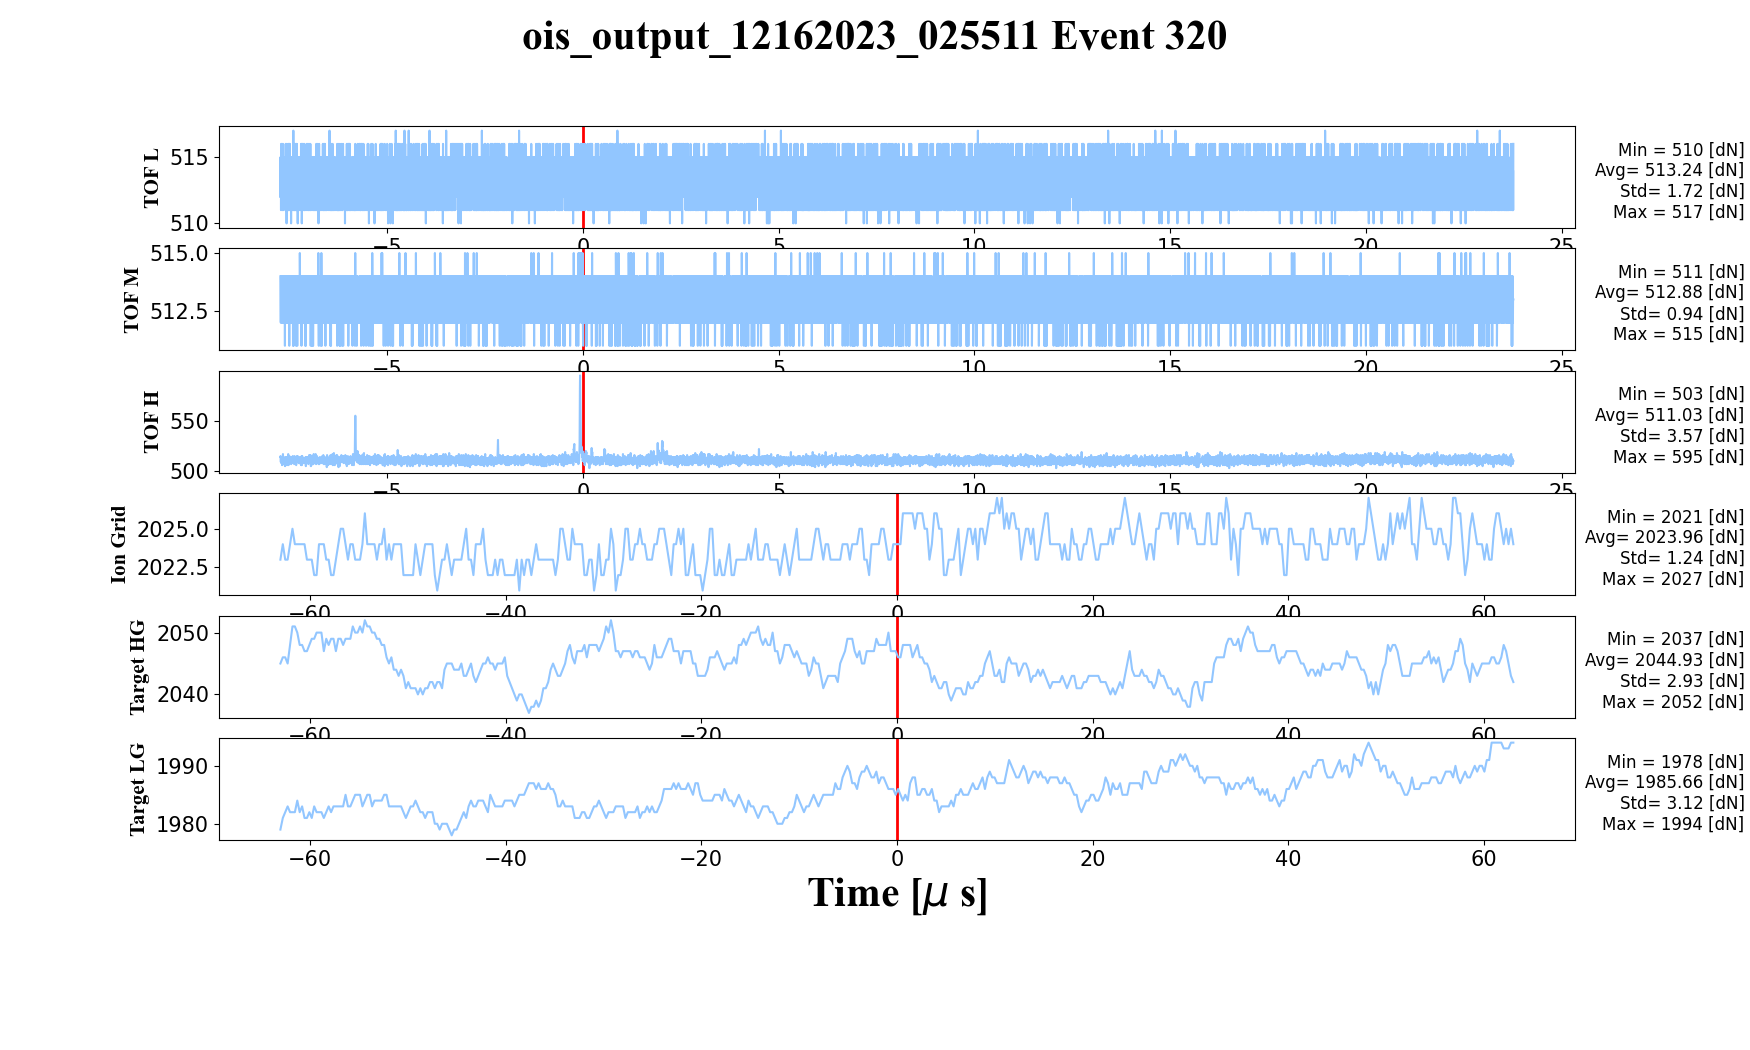 ois_output_12162023_025511 Event 320
TOF L
515
510
−5 0 5 10 15 20 25
Min = 510 [dN]
Avg= 513.24 [dN]
Std= 1.72 [dN]
Max = 517 [dN]
TOF M
515.0
512.5
−5 0 5 10 15 20 25
Min = 511 [dN]
Avg= 512.88 [dN]
Std= 0.94 [dN]
Max = 515 [dN]
TOF H
550
500
−5 0 5 10 15 20 25
Min = 503 [dN]
Avg= 511.03 [dN]
Std= 3.57 [dN]
Max = 595 [dN]
Ion Grid
2025.0
2022.5
−60 −40 −20 0 20 40 60
Min = 2021 [dN]
Avg= 2023.96 [dN]
Std= 1.24 [dN]
Max = 2027 [dN]
Target HG
2050
2040
−60 −40 −20 0 20 40 60
Min = 2037 [dN]
Avg= 2044.93 [dN]
Std= 2.93 [dN]
Max = 2052 [dN]
Target LG
1990
1980
−60 −40 −20 0 20 40 60
Min = 1978 [dN]
Avg= 1985.66 [dN]
Std= 3.12 [dN]
Max = 1994 [dN]
Time [μ s]